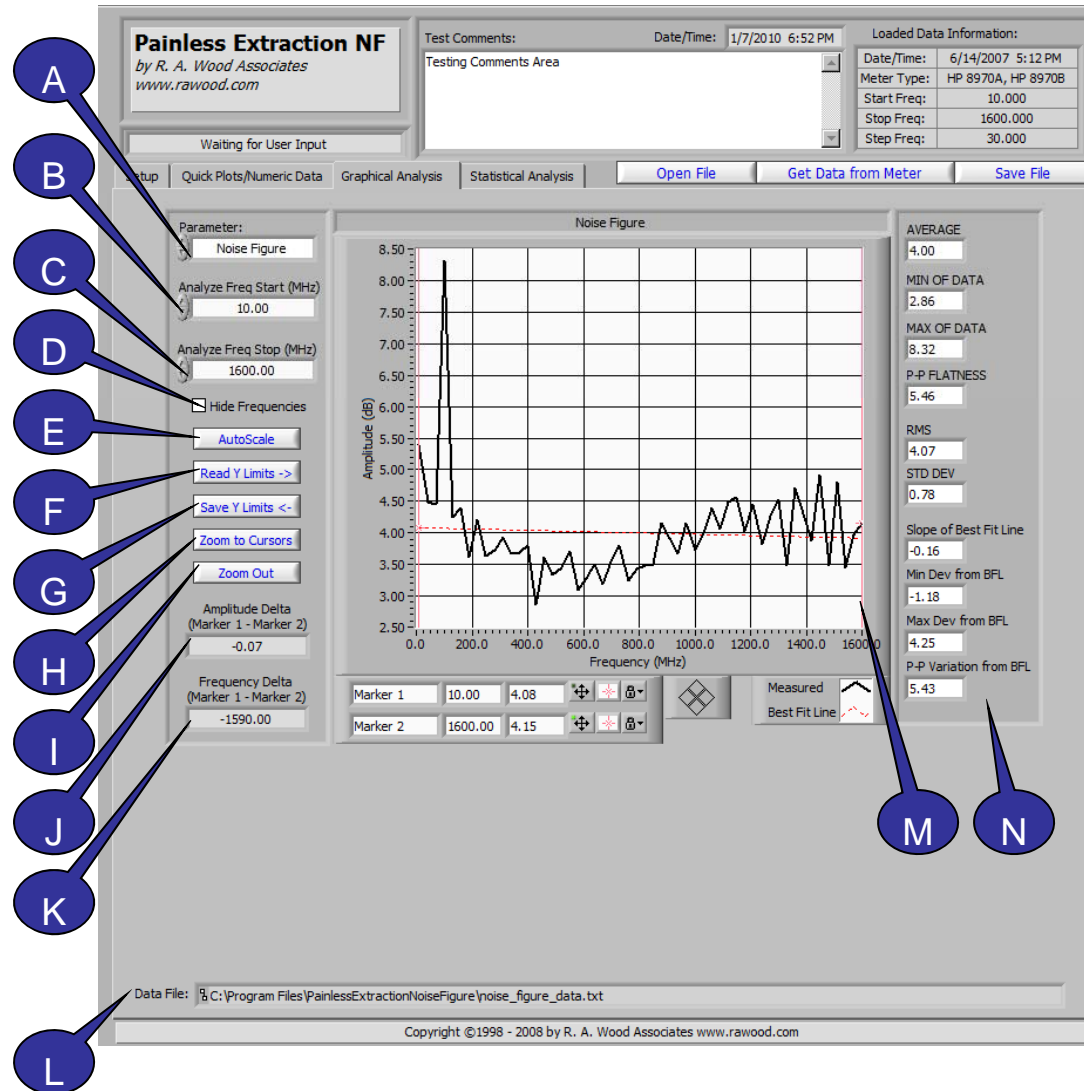 Painless Extraction NF
by R. A. Wood Associates
www.rawood.com
Waiting for User Input
Test Comments:
Date/Time:
1/7/2010 6:52 PM
Testing Comments Area
Loaded Data Information:
Date/Time: 6/14/2007 5:12 PM
Meter Type: HP 8970A, HP 8970B
Start Freq: 10.000
Stop Freq: 1600.000
Step Freq: 30.000
Quick Plots/Numeric Data
Graphical Analysis
Statistical Analysis
Open File
Get Data from Meter
Save File
A
B
C
D
E
F
G
H
I
J
K
L
M
N
Parameter:
Noise Figure
Analyze Freq Start (MHz)
10.00
Analyze Freq Stop (MHz)
1600.00
Hide Frequencies
AutoScale
Read Y Limits ->
Save Y Limits <-
Zoom to Cursors
Zoom Out
Amplitude Delta
(Marker 1 - Marker 2)
-0.07
Frequency Delta
(Marker 1 - Marker 2)
-1590.00
Noise Figure
Amplitude (dB)
8.50
8.00
7.50
7.00
6.50
6.00
5.50
5.00
4.50
4.00
3.50
3.00
2.50
0.0 200.0 400.0 600.0 800.0 1000.0 1200.0 1400.0
Frequency (MHz)
Marker 1 10.00 4.08
Marker 2 1600.00 4.15
Measured
Best Fit Line
AVERAGE
4.00
MIN OF DATA
2.86
MAX OF DATA
8.32
P-P FLATNESS
5.46
RMS
4.07
STD DEV
0.78
Slope of Best Fit Line
-0.16
Min Dev from BFL
-1.18
Max Dev from BFL
4.25
P-P Variation from BFL
5.43
Data File: C:\Program Files\PainlessExtractionNoiseFigure\noise_figure_data.txt
Copyright ©1998 - 2008 by R. A. Wood Associates www.rawood.com